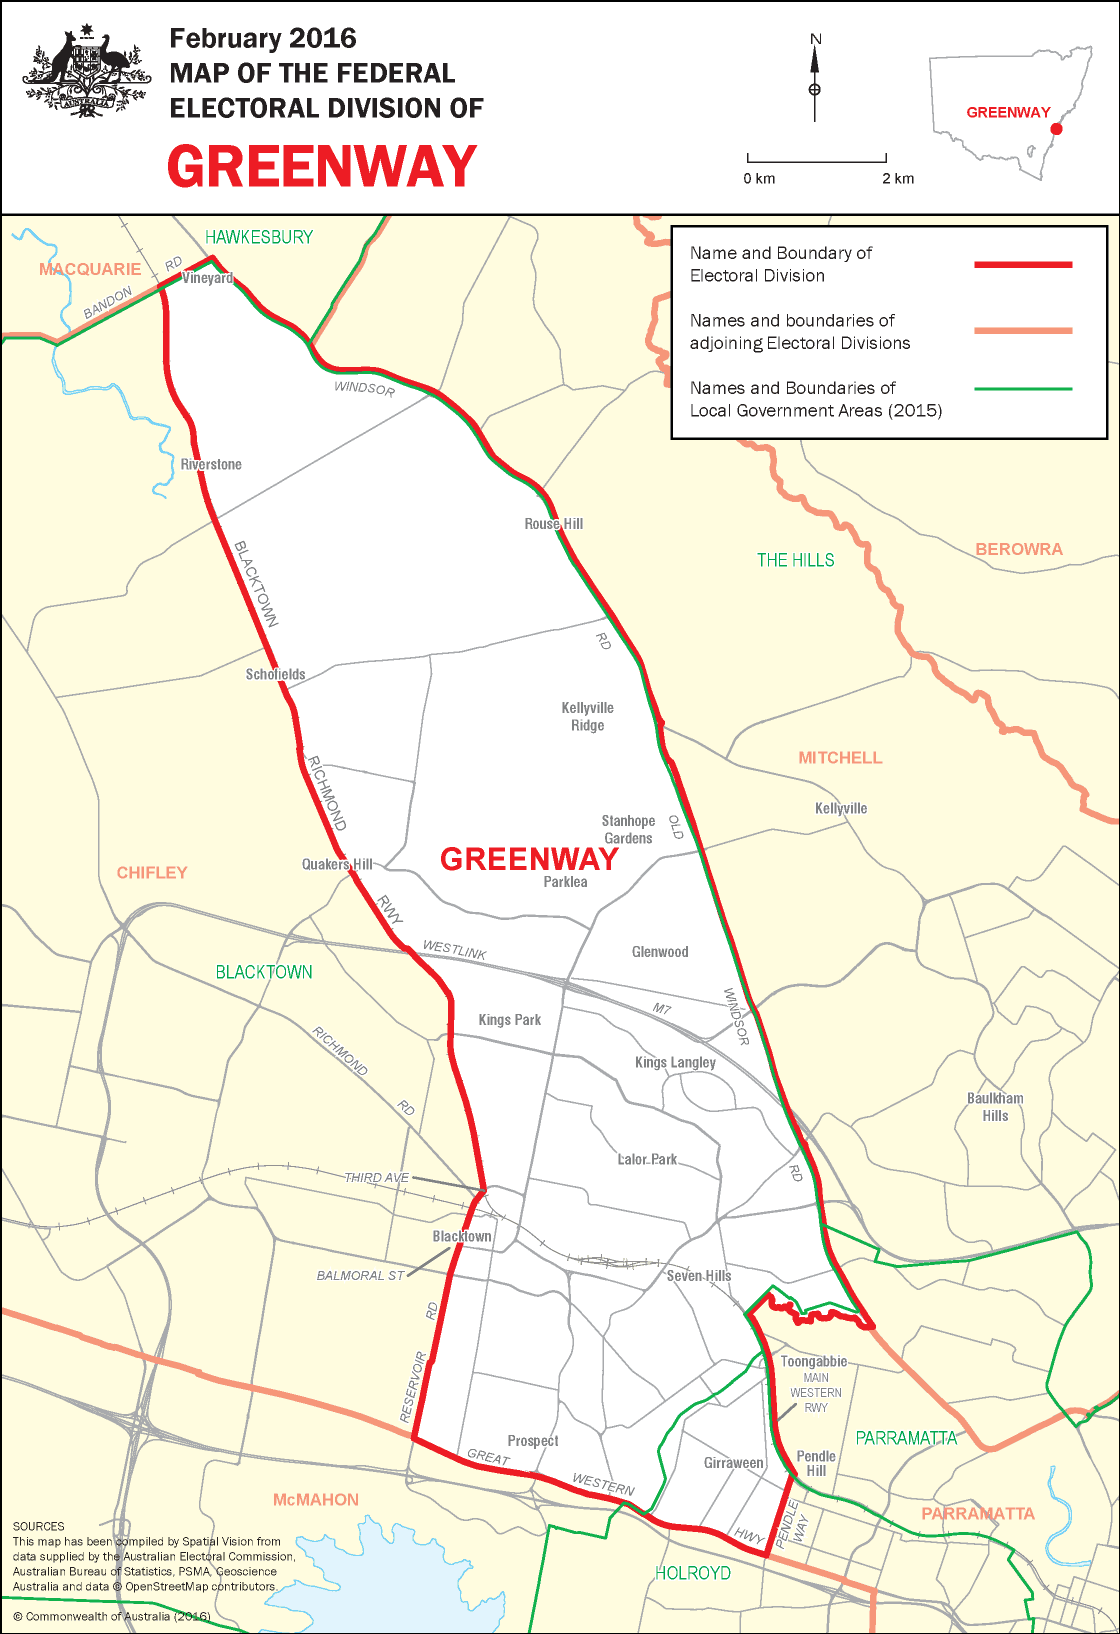 February 2016
MAP OF THE FEDERAL
ELECTORAL DIVISION OF
GREENWAY
AUSTRALIA
N
0 km
2 km
GREENWAY
Name and Boundary of
Electoral Division
Names and boundaries of
adjoining Electoral Divisions
Names and Boundaries of
Local Government Areas (2015)
HAWKESBURY
MACQUARIE
RD
BANDON
Vineyard
WINDSOR
Riverstone
Rouse Hill
BEROWRA
THE HILLS
BLACKTOWN
RD
Schofields
Kellyville
Ridge
MITCHELL
RICHMOND
Kellyville
Stanhope
Gardens
OLD
GREENWAY
Quakers Hill
CHIFLEY
Parklea
RWY
WESTLINK
Glenwood
BLACKTOWN
M7
WINDSOR
Kings Park
RICHMOND
Kings Langley
RD
Baulkham
Hills
Lalor Park
THIRD AVE
RD
Blacktown
BALMORAL ST
Seven Hills
RD
Toongabbie
MAIN
WESTERN
RWY
RESERVOIR
PARRAMATTA
Prospect
GREAT
Girraween
Pendle
Hill
WESTERN
McMAHON
PARRAMATTA
HWY
PENDLE
WAY
HOLROYD
SOURCES
This map has been compiled by Spatial Vision from
data supplied by the Australian Electoral Commission,
Australian Bureau of Statistics, PSMA, Geoscience
Australia and data © OpenStreetMap contributors.
© Commonwealth of Australia (2016)